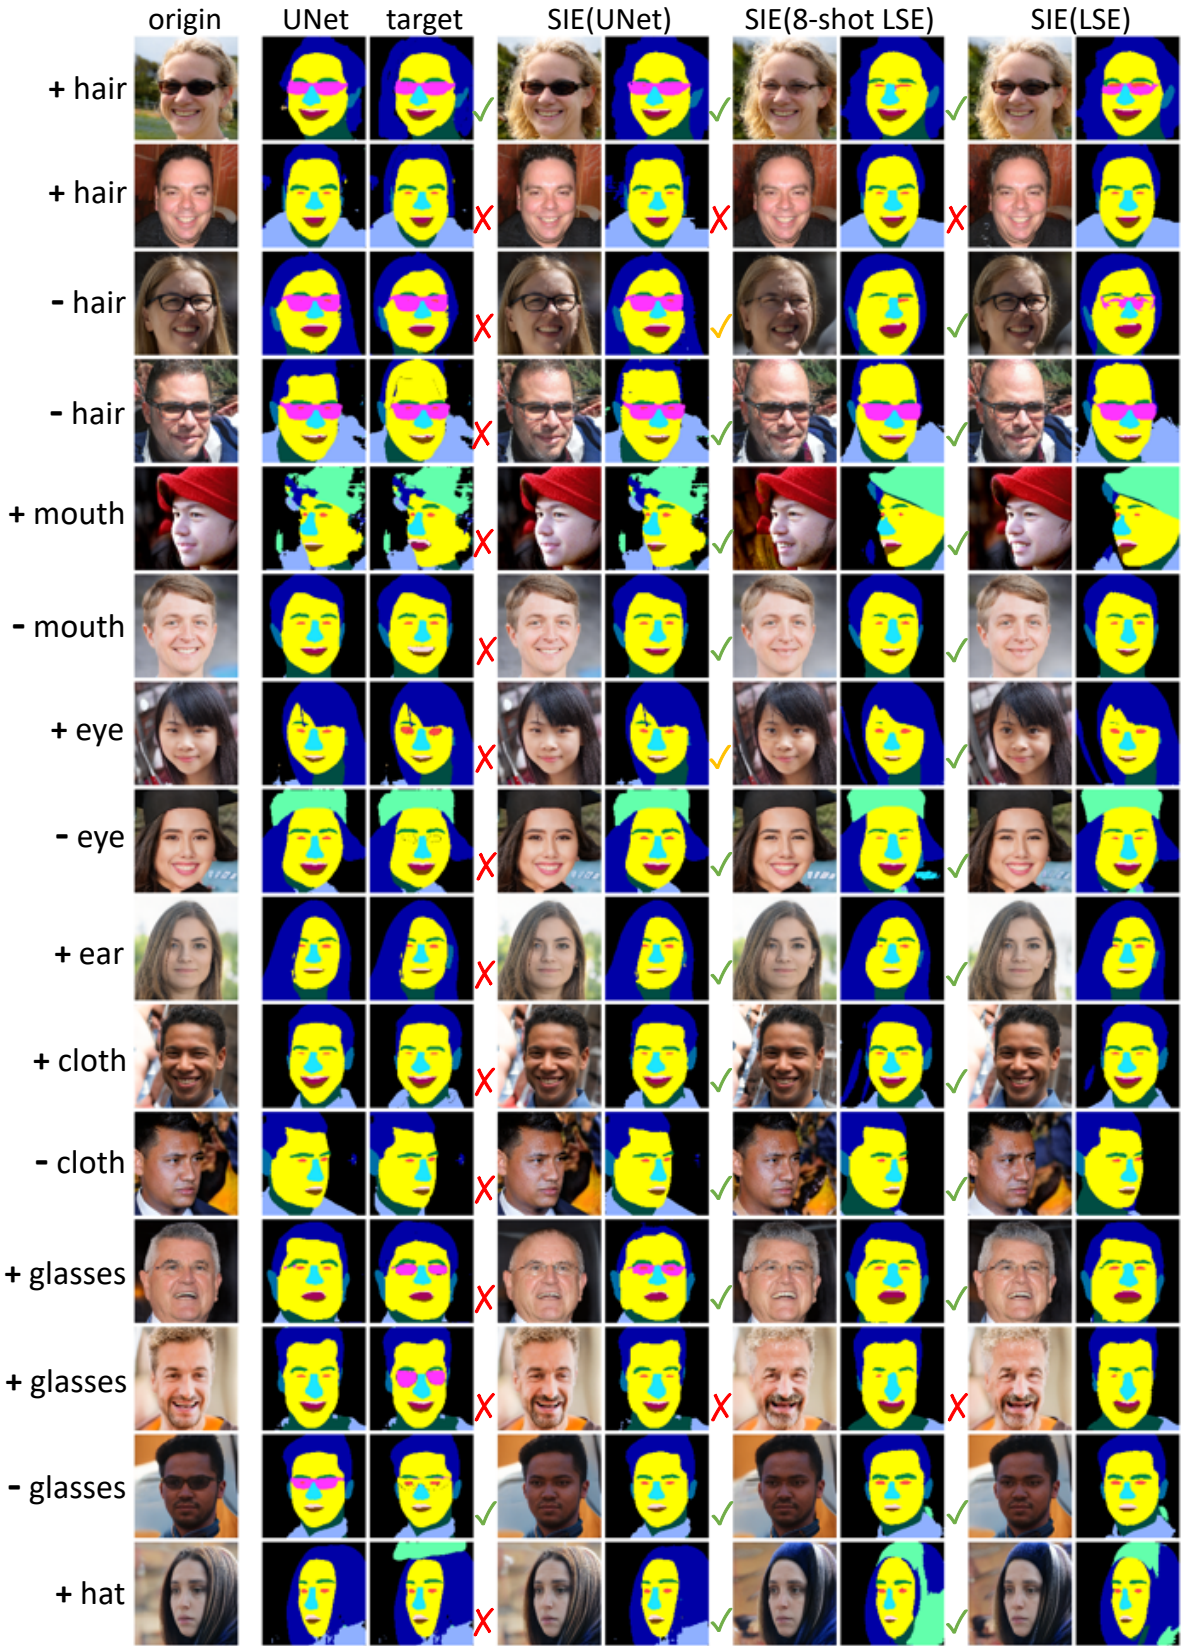 origin UNet target SIE(UNet) SIE(8-shot LSE) SIE(LSE)
+ hair
+ hair
- hair
- hair
+ mouth
- mouth
+ eye
- eye
+ ear
+ cloth
- cloth
+ glasses
+ glasses
- glasses
+ hat